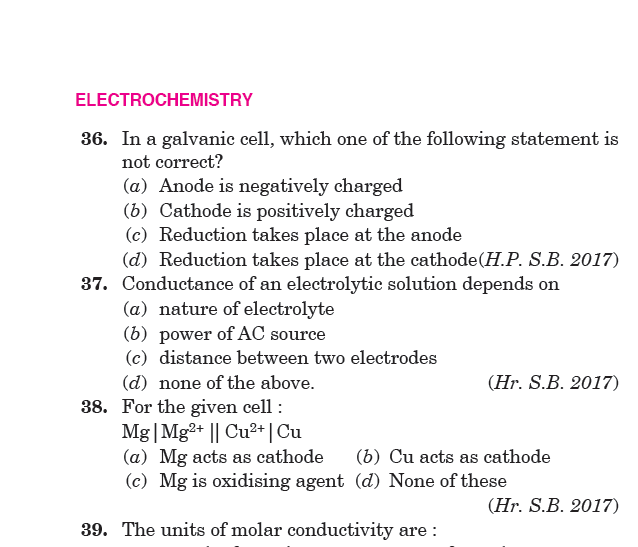 ELECTROCHEMISTRY
36. In a galvanic cell, which one of the following statement is
not correct?
(a) Anode is negatively charged
(b) Cathode is positively charged
(c) Reduction takes place at the anode
(d) Reduction takes place at the cathode(H.P. S.B. 2017)
37. Conductance of an electrolytic solution depends on
(a) nature of electrolyte
(b) power of AC source
(c) distance between two electrodes
(d) none of the above. (Hr. S.B. 2017)
38. For the given cell :
Mg|Mg²⁺ || Cu²⁺|Cu
(a) Mg acts as cathode (b) Cu acts as cathode
(c) Mg is oxidising agent (d) None of these
(Hr. S.B. 2017)
39. The units of molar conductivity are :